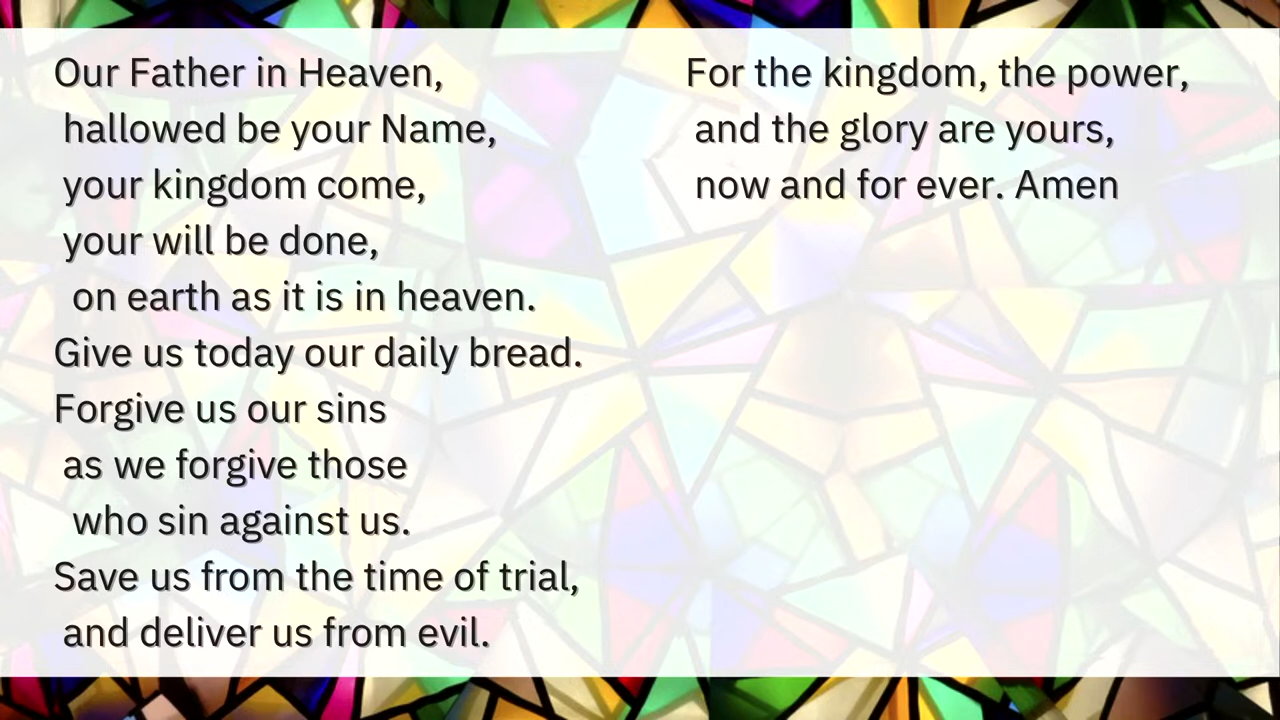 Our Father in Heaven,
hallowed be your Name,
your kingdom come,
your will be done,
on earth as it is in heaven.
Give us today our daily bread.
Forgive us our sins
as we forgive those
who sin against us.
Save us from the time of trial,
and deliver us from evil.
For the kingdom, the power,
and the glory are yours,
now and for ever. Amen